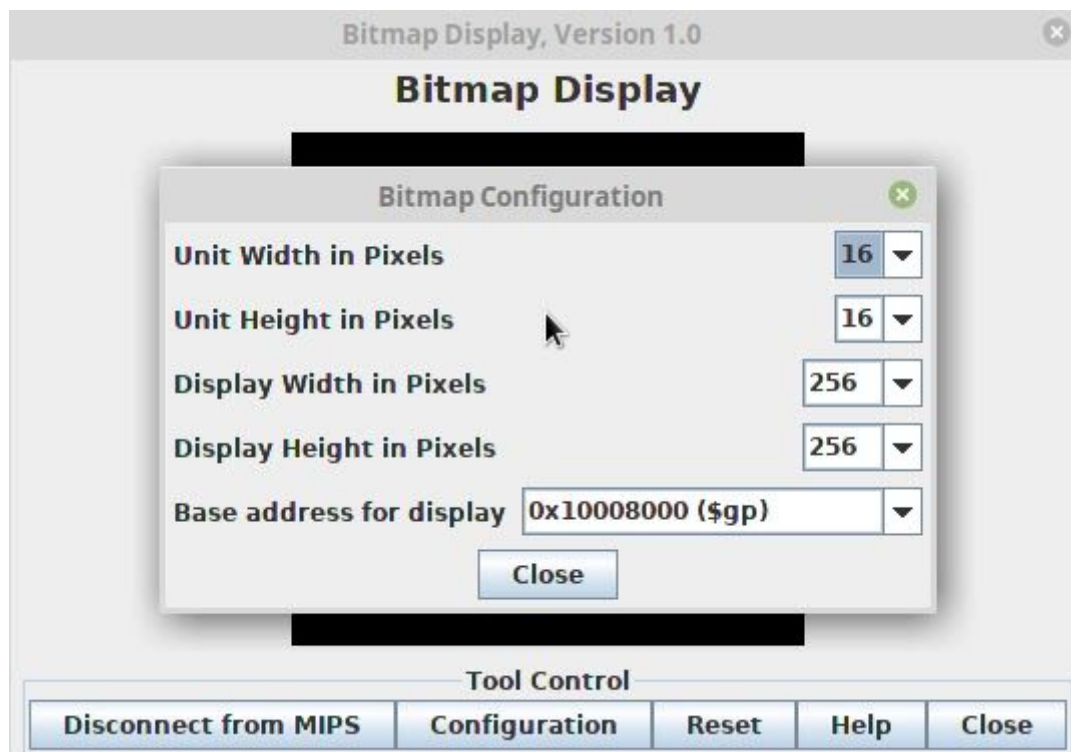 Bitmap Display, Version 1.0
Bitmap Display
Bitmap Configuration
Unit Width in Pixels 16
Unit Height in Pixels 16
Display Width in Pixels 256
Display Height in Pixels 256
Base address for display 0x10008000 ($gp)
Close
Tool Control
Disconnect from MIPS Configuration Reset Help Close